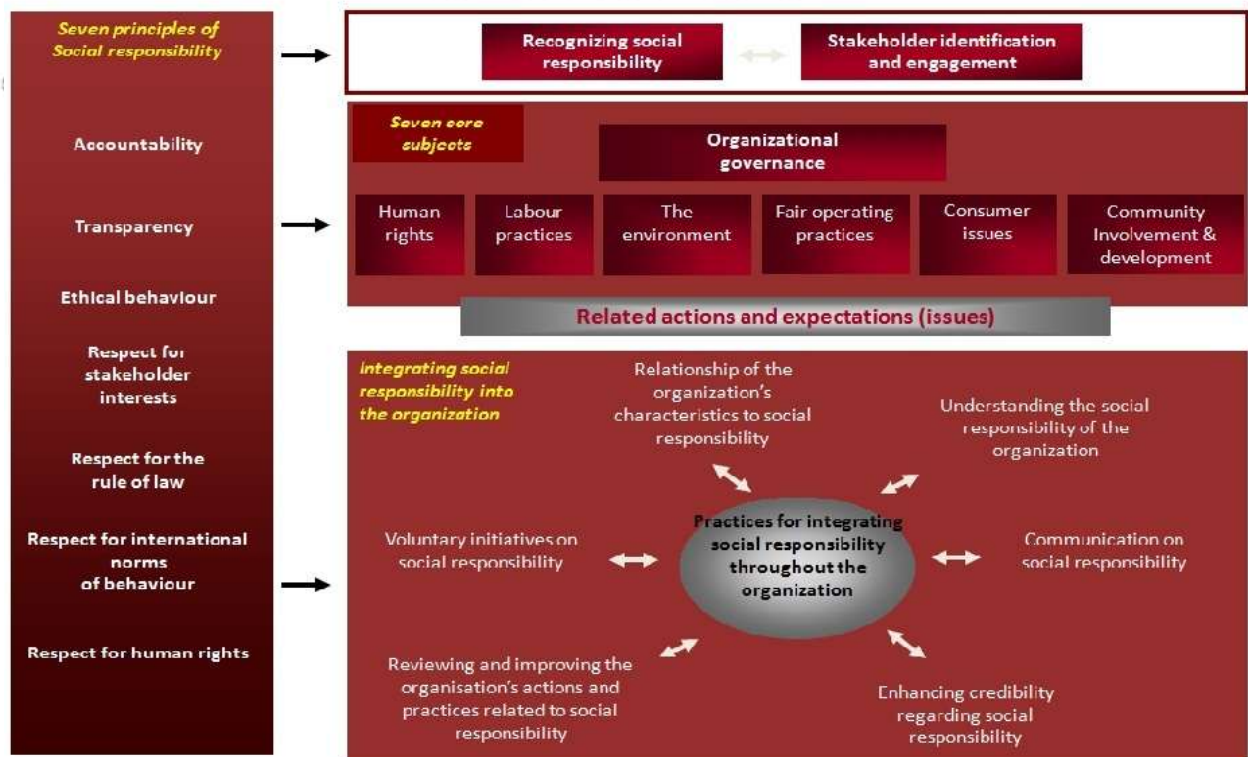 Seven principles of
Social responsibility
Accountability
Transparency
Ethical behaviour
Respect for
stakeholder
interests
Respect for the
rule of law
Respect for international
norms
of behaviour
Respect for human rights
Recognizing social
responsibility
Stakeholder identification
and engagement
Seven core
subjects
Organizational
governance
Human
rights
Labour
practices
The
environment
Fair operating
practices
Consumer
issues
Community
Involvement &
development
Related actions and expectations (issues)
Integrating social
responsibility into
the organization
Relationship of the
organization's
characteristics to social
responsibility
Understanding the social
responsibility of the
organization
Voluntary initiatives on
social responsibility
Practices for integrating
social responsibility
throughout the
organization
Communication on
social responsibility
Reviewing and improving the
organisation's actions and
practices related to social
responsibility
Enhancing credibility
regarding social
responsibility